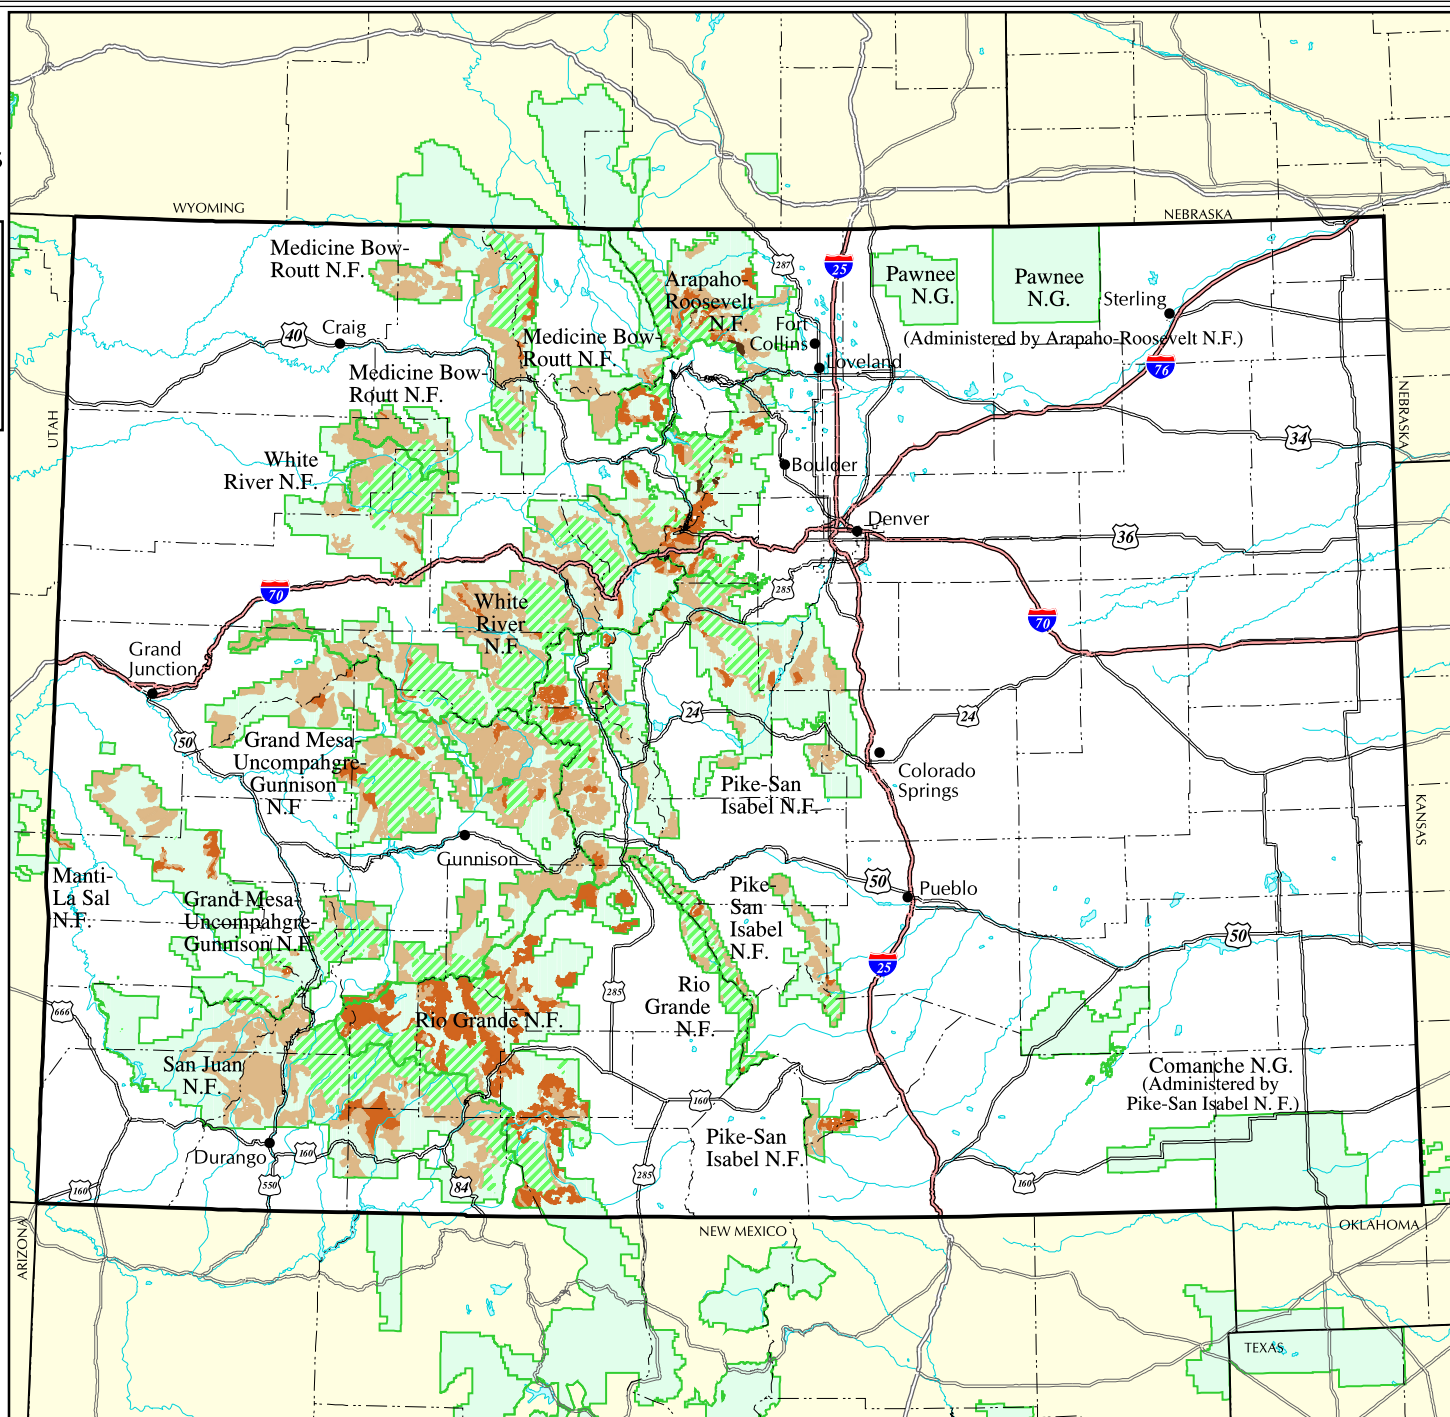 WYOMING
NEBRASKA
Medicine Bow-
Routt N.F.
287
25
Arapaho-
Roosevelt
N.F.
Pawnee
N.G.
Pawnee
N.G.
Sterling
40
Craig
Medicine Bow-
Routt N.F.
Fort
Collins
(Administered by Arapaho-Roosevelt N.F.)
Loveland
76
Medicine Bow-
Routt N.F.
UTAH
NEBRASKA
34
White
River N.F.
Boulder
Denver
36
70
285
White
River
N.F.
70
Grand
Junction
24
24
50
Grand Mesa-
Uncompahgre-
Gunnison
N.F
Colorado
Springs
Pike-San
Isabel N.F.
KANSAS
Gunnison
Manti-
La Sal
N.F.
Grand Mesa-
Uncompahgre-
Gunnison N.F.
Pike-
San
Isabel
N.F.
50
Pueblo
50
25
Rio
Grande
N.F.
285
666
Rio Grande N.F.
San Juan
N.F.
Comanche N.G.
(Administered by
Pike-San Isabel N. F.)
160
Pike-San
Isabel N.F.
Durango
160
285
160
550
84
160
ARIZONA
NEW MEXICO
OKLAHOMA
TEXAS